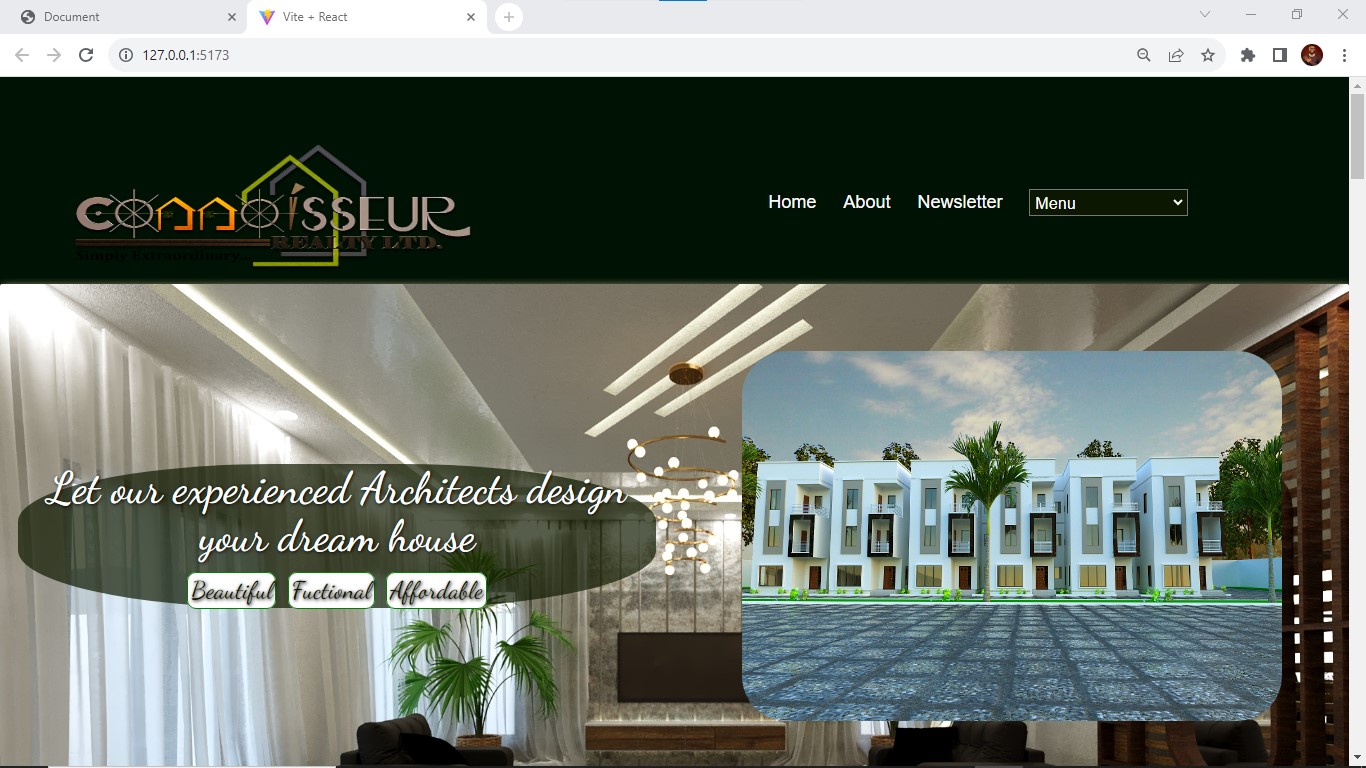 Document
Vite + React
127.0.0.1:5173
CONNOISSEUR
REALTY LTD.
Simply Extraordinary...
Home
About
Newsletter
Menu
Let our experienced Architects design
your dream house
Beautiful
Fuctional
Affordable